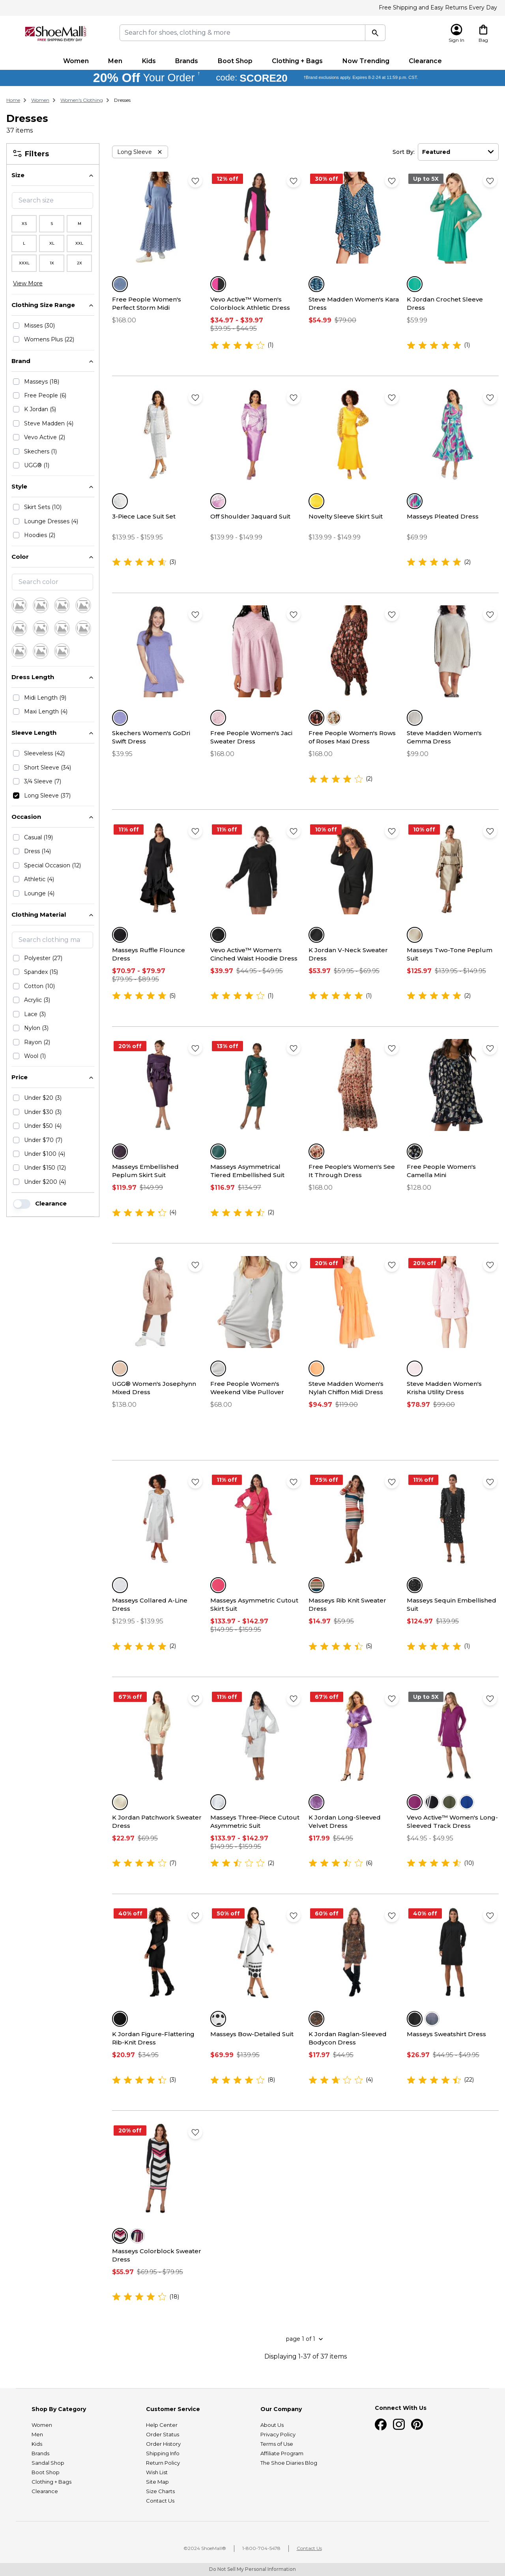 Free Shipping and Easy Returns Every Day
ShoeMall
FREE SHIPPING EVERY DAY
Search for shoes, clothing & more
Sign In
Bag
Women
Men
Kids
Brands
Boot Shop
Clothing + Bags
Now Trending
Clearance
20% Off Your Order †
code: SCORE20
†Brand exclusions apply. Expires 8-2-24 at 11:59 p.m. CST.
Home > Women > Women's Clothing > Dresses
Dresses
37 items
Filters
Size
Search size
XS
S
M
L
XL
XXL
XXXL
1X
2X
View More
Clothing Size Range
Misses (30)
Womens Plus (22)
Brand
Masseys (18)
Free People (6)
K Jordan (5)
Steve Madden (4)
Vevo Active (2)
Skechers (1)
UGG® (1)
Style
Skirt Sets (10)
Lounge Dresses (4)
Hoodies (2)
Color
Search color
Dress Length
Midi Length (9)
Maxi Length (4)
Sleeve Length
Sleeveless (42)
Short Sleeve (34)
3/4 Sleeve (7)
Long Sleeve (37)
Occasion
Casual (19)
Dress (14)
Special Occasion (12)
Athletic (4)
Lounge (4)
Clothing Material
Search clothing ma
Polyester (27)
Spandex (15)
Cotton (10)
Acrylic (3)
Lace (3)
Nylon (3)
Rayon (2)
Wool (1)
Price
Under $20 (3)
Under $30 (3)
Under $50 (4)
Under $70 (7)
Under $100 (4)
Under $150 (12)
Under $200 (4)
Clearance
Long Sleeve ×
Sort By:
Featured
Free People Women's Perfect Storm Midi
$168.00
12% off
Vevo Active™ Women's Colorblock Athletic Dress
$34.97 - $39.97
$39.95 - $44.95
(1)
30% off
Steve Madden Women's Kara Dress
$54.99 $79.00
Up to 5X
K Jordan Crochet Sleeve Dress
$59.99
(1)
3-Piece Lace Suit Set
$139.95 - $159.95
(3)
Off Shoulder Jaquard Suit
$139.99 - $149.99
Novelty Sleeve Skirt Suit
$139.99 - $149.99
Masseys Pleated Dress
$69.99
(2)
Skechers Women's GoDri Swift Dress
$39.95
Free People Women's Jaci Sweater Dress
$168.00
Free People Women's Rows of Roses Maxi Dress
$168.00
(2)
Steve Madden Women's Gemma Dress
$99.00
11% off
Masseys Ruffle Flounce Dress
$70.97 - $79.97
$79.95 - $89.95
(5)
11% off
Vevo Active™ Women's Cinched Waist Hoodie Dress
$39.97 $44.95 - $49.95
(1)
10% off
K Jordan V-Neck Sweater Dress
$53.97 $59.95 - $69.95
(1)
10% off
Masseys Two-Tone Peplum Suit
$125.97 $139.95 - $149.95
(2)
20% off
Masseys Embellished Peplum Skirt Suit
$119.97 $149.99
(4)
13% off
Masseys Asymmetrical Tiered Embellished Suit
$116.97 $134.97
(2)
Free People's Women's See It Through Dress
$168.00
Free People Women's Camella Mini
$128.00
UGG® Women's Josephynn Mixed Dress
$138.00
Free People Women's Weekend Vibe Pullover
$68.00
20% off
Steve Madden Women's Nylah Chiffon Midi Dress
$94.97 $119.00
20% off
Steve Madden Women's Krisha Utility Dress
$78.97 $99.00
Masseys Collared A-Line Dress
$129.95 - $139.95
(2)
11% off
Masseys Asymmetric Cutout Skirt Suit
$133.97 - $142.97
$149.95 - $159.95
75% off
Masseys Rib Knit Sweater Dress
$14.97 $59.95
(5)
11% off
Masseys Sequin Embellished Suit
$124.97 $139.95
(1)
67% off
K Jordan Patchwork Sweater Dress
$22.97 $69.95
(7)
11% off
Masseys Three-Piece Cutout Asymmetric Suit
$133.97 - $142.97
$149.95 - $159.95
(2)
67% off
K Jordan Long-Sleeved Velvet Dress
$17.99 $54.95
(6)
Up to 5X
Vevo Active™ Women's Long-Sleeved Track Dress
$44.95 - $49.95
(10)
40% off
K Jordan Figure-Flattering Rib-Knit Dress
$20.97 $34.95
(3)
50% off
Masseys Bow-Detailed Suit
$69.99 $139.95
(8)
60% off
K Jordan Raglan-Sleeved Bodycon Dress
$17.97 $44.95
(4)
40% off
Masseys Sweatshirt Dress
$26.97 $44.95 - $49.95
(22)
20% off
Masseys Colorblock Sweater Dress
$55.97 $69.95 - $79.95
(18)
page 1 of 1
Displaying 1-37 of 37 items
Shop By Category
Women
Men
Kids
Brands
Sandal Shop
Boot Shop
Clothing + Bags
Clearance
Customer Service
Help Center
Order Status
Order History
Shipping Info
Return Policy
Wish List
Site Map
Size Charts
Contact Us
Our Company
About Us
Privacy Policy
Terms of Use
Affiliate Program
The Shoe Diaries Blog
Connect With Us
©2024 ShoeMall® | 1-800-704-5478 | Contact Us
Do Not Sell My Personal Information